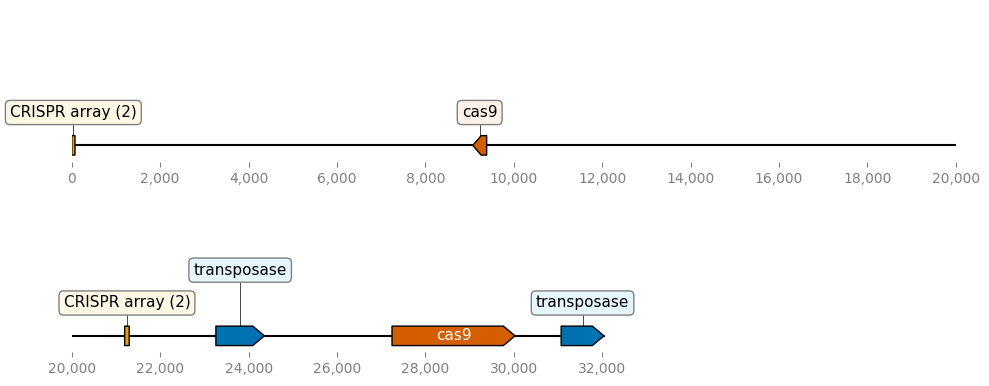 CRISPR array (2) cas9
0 2,000 4,000 6,000 8,000 10,000 12,000 14,000 16,000 18,000 20,000
transposase
CRISPR array (2) transposase
cas9
20,000 22,000 24,000 26,000 28,000 30,000 32,000